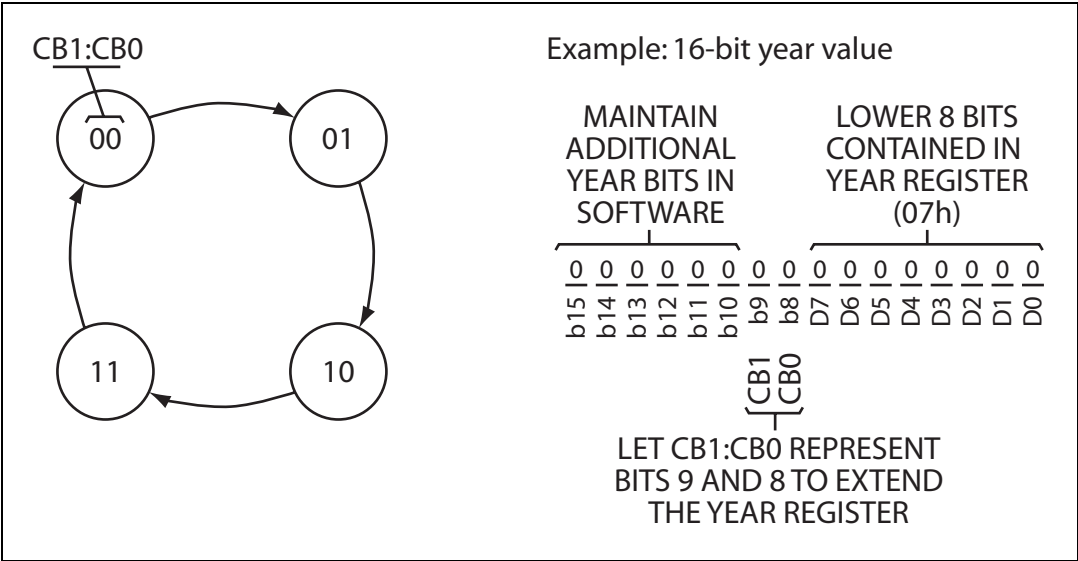 CB1:CB0
00
01
11
10
Example: 16-bit year value
MAINTAIN
ADDITIONAL
YEAR BITS IN
SOFTWARE
LOWER 8 BITS
CONTAINED IN
YEAR REGISTER
(07h)
0 0 0 0 0 0 0 0 0 0 0 0 0 0 0 0
b15 b14 b13 b12 b11 b10 b9 b8 D7 D6 D5 D4 D3 D2 D1 D0
CB1 CB0
LET CB1:CB0 REPRESENT
BITS 9 AND 8 TO EXTEND
THE YEAR REGISTER